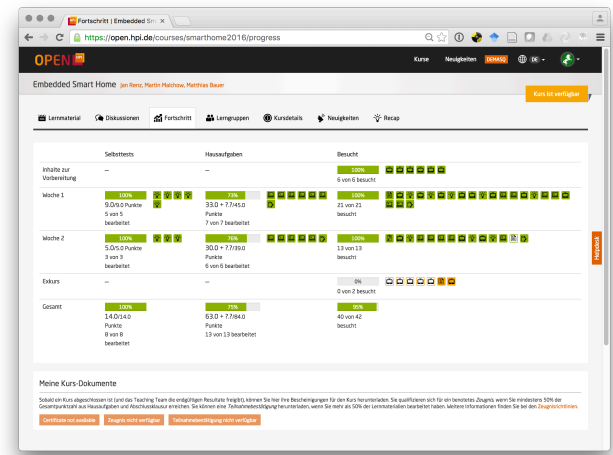 Fortschritt | Embedded Sm
https://open.hpi.de/courses/smarthome2016/progress
OPEN HPI
Kurse Neuigkeiten DEMASQ DE
Embedded Smart Home Jan Renz, Martin Malchow, Matthias Bauer
Kurs ist verfügbar
Lernmaterial Diskussionen Fortschritt Lerngruppen Kursdetails Neuigkeiten Recap
Selbsttests Hausaufgaben Besucht
Inhalte zur Vorbereitung – – 100%
6 von 6 besucht
Woche 1 100% 73% 100%
9.0/9.0 Punkte 33.0 + ?.?/45.0 Punkte 21 von 21 besucht
5 von 5 bearbeitet 7 von 7 bearbeitet
Woche 2 100% 76% 100%
5.0/5.0 Punkte 30.0 + ?.?/39.0 Punkte 13 von 13 besucht
3 von 3 bearbeitet 6 von 6 bearbeitet
Exkurs – – 0%
0 von 2 besucht
Gesamt 100% 75% 95%
14.0/14.0 Punkte 63.0 + ?.?/84.0 Punkte 40 von 42 besucht
8 von 8 bearbeitet 13 von 13 bearbeitet
Helpdesk
Meine Kurs-Dokumente
Sobald ein Kurs abgeschlossen ist (und das Teaching Team die endgültigen Resultate freigibt), können Sie hier Ihre Bescheinigungen für den Kurs herunterladen. Sie qualifizieren sich für ein benotetes Zeugnis, wenn Sie mindestens 50% der
Gesamtpunktzahl aus Hausaufgaben und Abschlussklausur erreichen. Sie können eine Teilnahmebestätigung herunterladen, wenn Sie mehr als 50% der Lernmaterialien bearbeitet haben. Weitere Informationen finden Sie bei den Zeugnisrichtlinien.
Certificate not available Zeugnis nicht verfügbar Teilnahmebestätigung nicht verfügbar